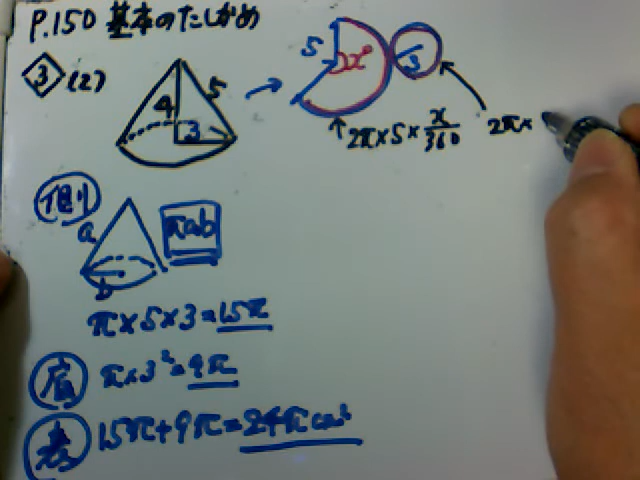 P.150 基本のたしかめ
3 (2)
4 5 3
5 x° 3
2π×5×x/360
2π×
側
a b
πab
π×5×3=15π
底 π×3²=9π
表 15π+9π=24πcm²